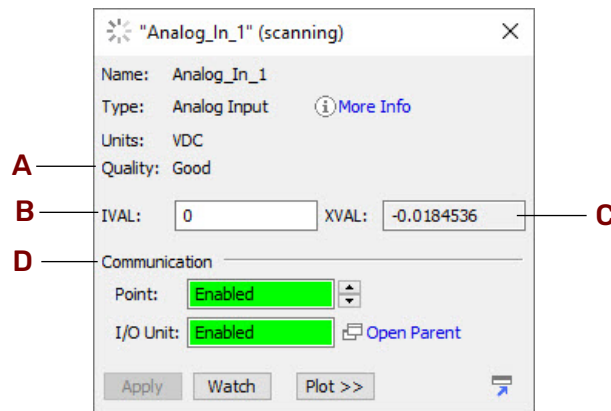 "Analog_In_1" (scanning)
Name: Analog_In_1
Type: Analog Input More Info
Units: VDC
A Quality: Good
B IVAL: 0 XVAL: -0.0184536 C
D Communication
Point: Enabled
I/O Unit: Enabled Open Parent
Apply Watch Plot >>